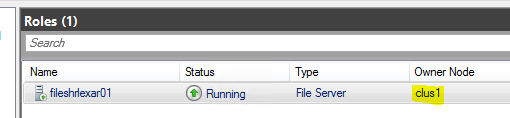 Roles (1)
Search
Name Status Type Owner Node
fileshrlexar01 Running File Server clus1